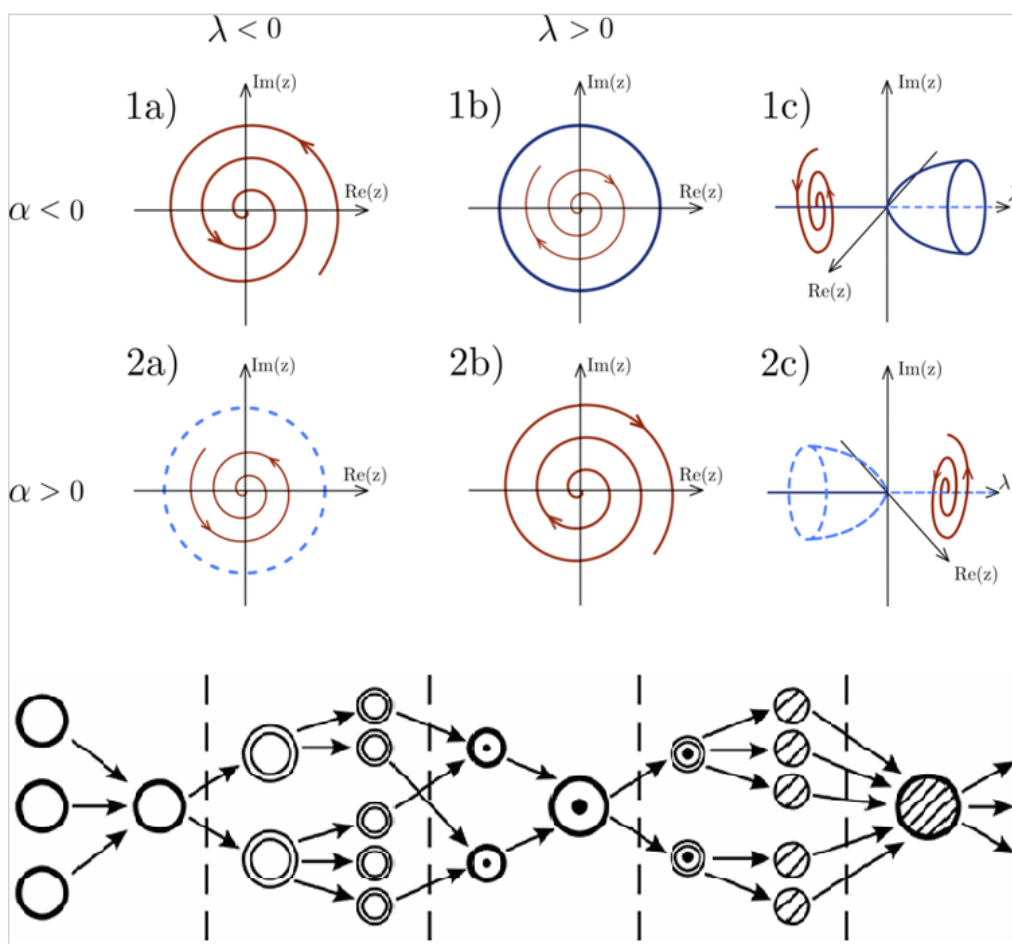 λ < 0 λ > 0
1a) Im(z) 1b) Im(z) 1c) Im(z)
α < 0 Re(z) Re(z)
Re(z)
2a) Im(z) 2b) Im(z) 2c) Im(z)
α > 0 Re(z) Re(z) λ
Re(z)